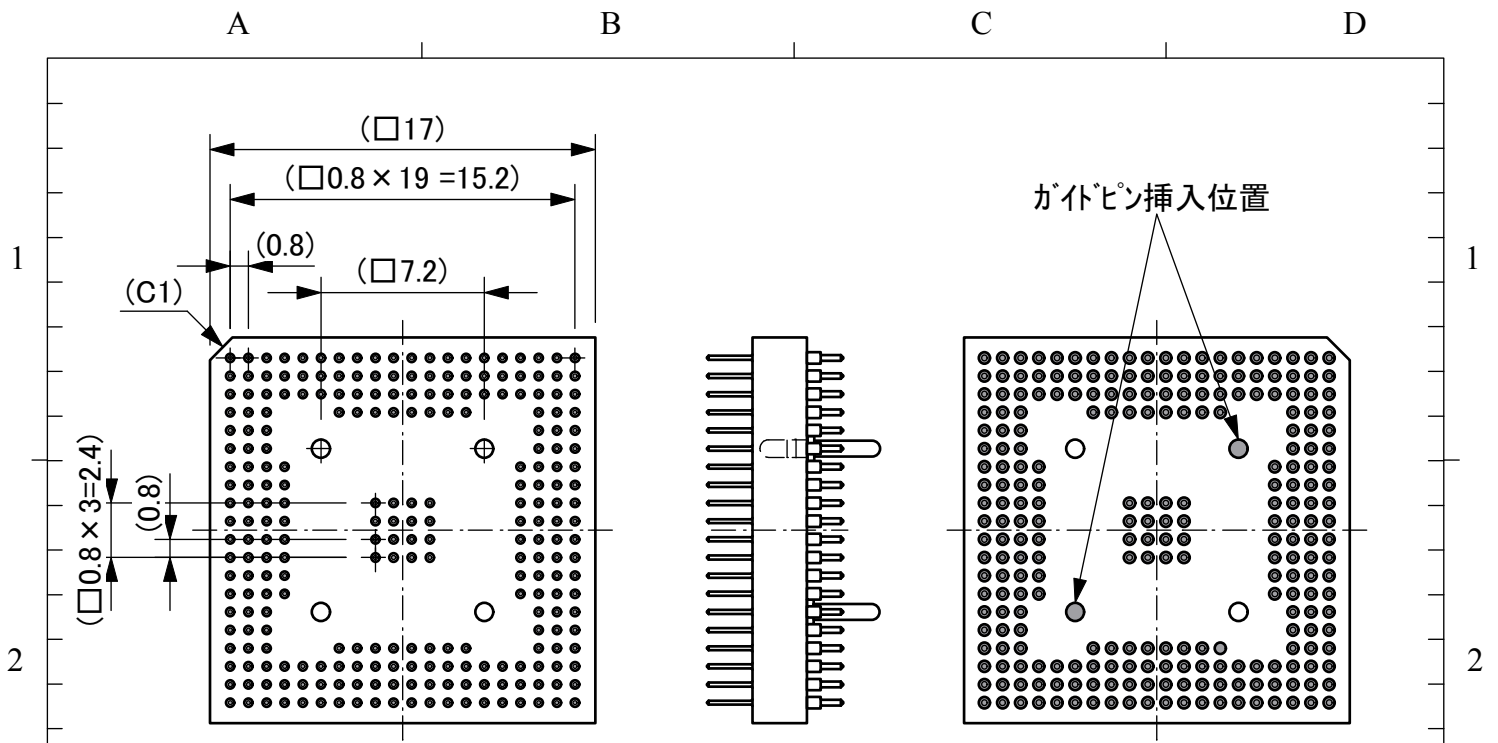 A B C D
(□17)
(□0.8×19 =15.2)
ｶﾞｲﾄﾞﾋﾟﾝ挿入位置
(0.8)
1 1
(□7.2)
(C1)
(□0.8×3=2.4)
(0.8)
2 2